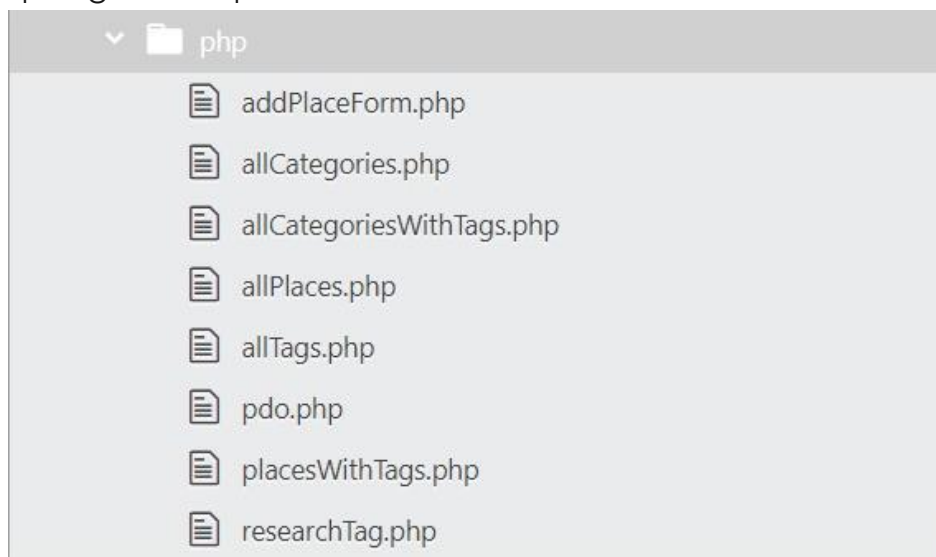 php
addPlaceForm.php
allCategories.php
allCategoriesWithTags.php
allPlaces.php
allTags.php
pdo.php
placesWithTags.php
researchTag.php